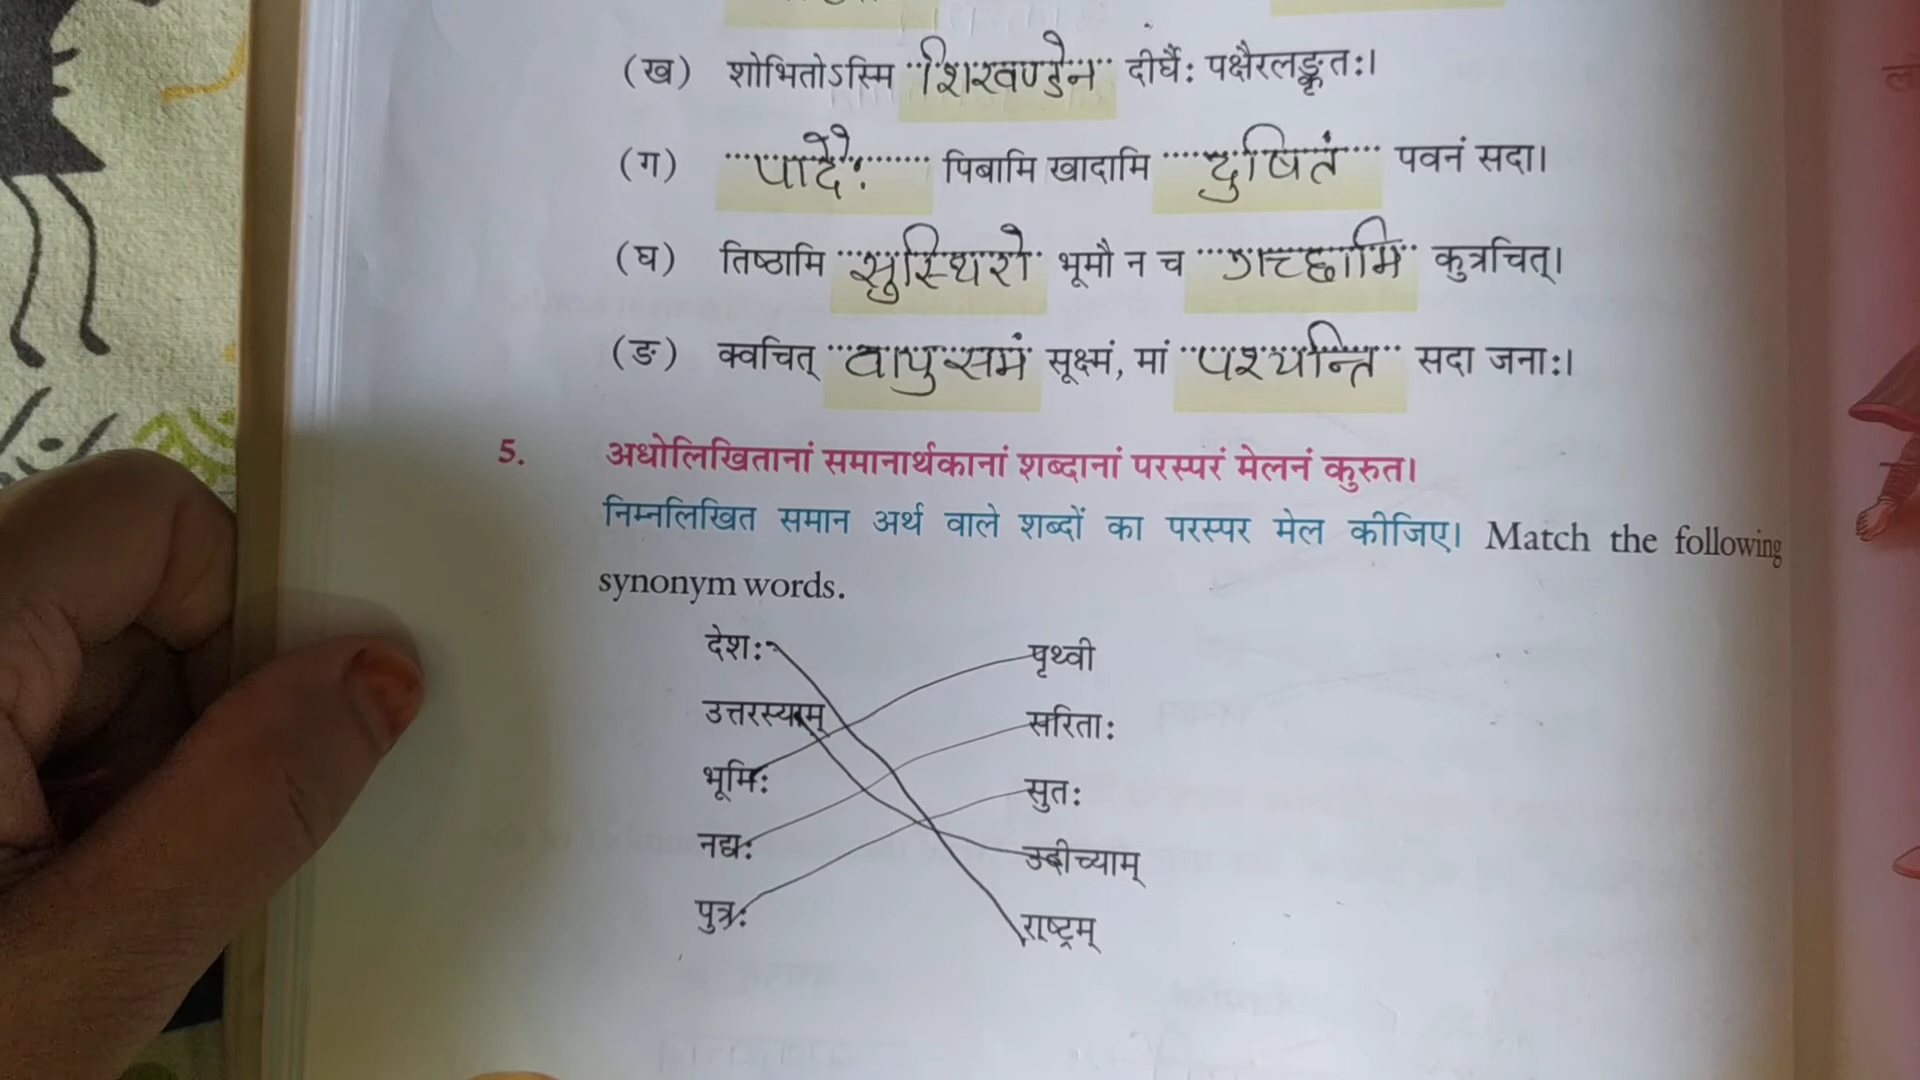 (ख) शोभितोऽस्मि शिखण्डेन दीर्घैः पक्षैरलङ्कृतः।
(ग) पादैः पिबामि खादामि दुषितं पवनं सदा।
(घ) तिष्ठामि सुस्थिरो भूमौ न च गच्छामि कुत्रचित्।
(ङ) क्वचित् वायुसमं सूक्ष्मं, मां पश्यन्ति सदा जनाः।
5. अधोलिखितानां समानार्थकानां शब्दानां परस्परं मेलनं कुरुत।
निम्नलिखित समान अर्थ वाले शब्दों का परस्पर मेल कीजिए। Match the following
synonym words.
देशः पृथ्वी
उत्तरस्याम् सरिताः
भूमिः सुतः
नद्यः उदीच्याम्
पुत्रः राष्ट्रम्